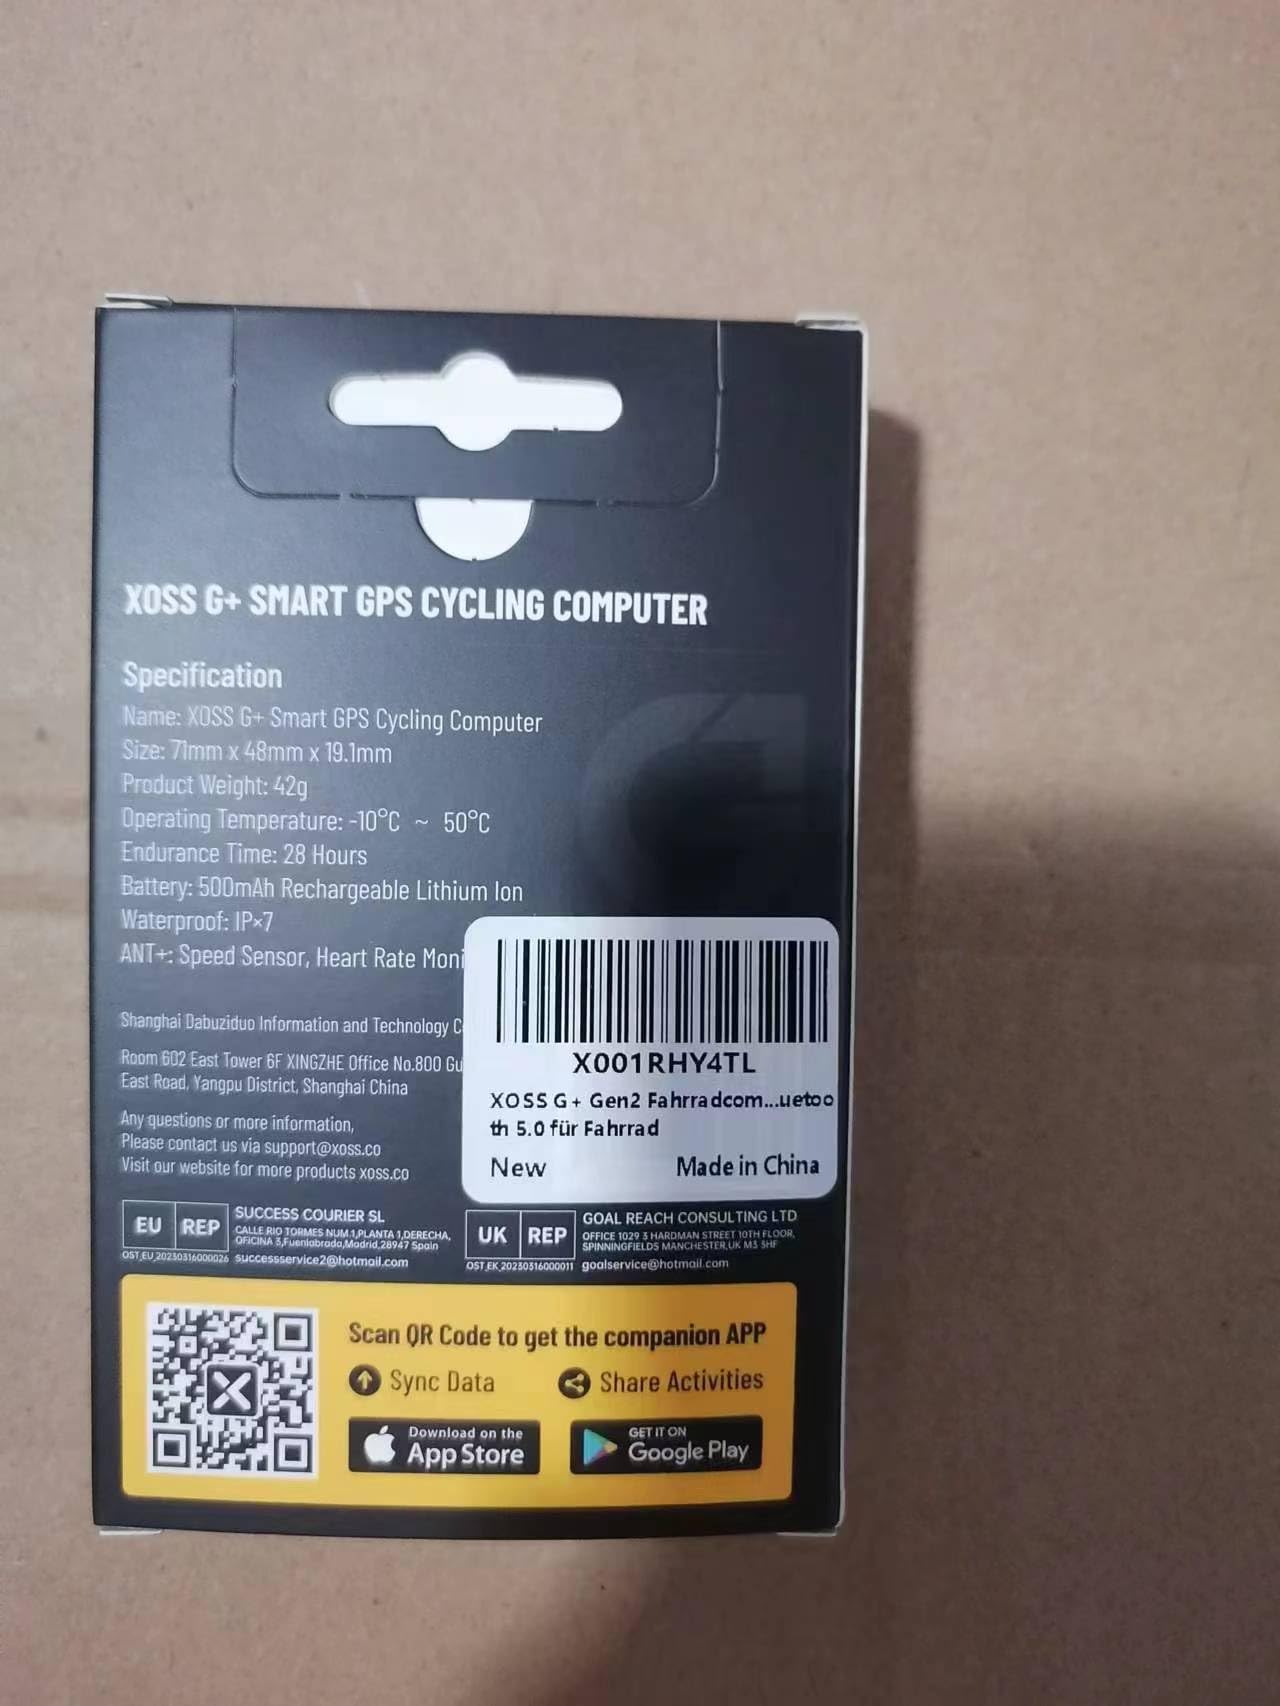 XOSS G+ SMART GPS CYCLING COMPUTER
Specification
Name: XOSS G+ Smart GPS Cycling Computer
Size: 71mm x 48mm x 19.1mm
Product Weight: 42g
Operating Temperature: -10°C ~ 50°C
Endurance Time: 28 Hours
Battery: 500mAh Rechargeable Lithium Ion
Waterproof: IP×7
ANT+: Speed Sensor, Heart Rate Moni
Shanghai Dabuziduo Information and Technology C
Room 602 East Tower 6F XINGZHE Office No.800 Gu
East Road, Yangpu District, Shanghai China
Any questions or more information,
Please contact us via support@xoss.co
Visit our website for more products xoss.co
X001RHY4TL
XOSS G+ Gen2 Fahrradcom...uetoo
th 5.0 für Fahrrad
New Made in China
EU REP
SUCCESS COURIER SL
CALLE RIO TORMES NUM.1,PLANTA 1,DERECHA,
OFICINA 3,Fuenlabrada,Madrid,28947 Spain
OST_EU_20230316000026 successservice2@hotmail.com
UK REP
GOAL REACH CONSULTING LTD
OFFICE 1029 3 HARDMAN STREET 10TH FLOOR,
SPINNINGFIELDS MANCHESTER,UK M3 3HF
OST_EK_20230316000011 goalservice@hotmail.com
Scan QR Code to get the companion APP
Sync Data Share Activities
Download on the
App Store
GET IT ON
Google Play